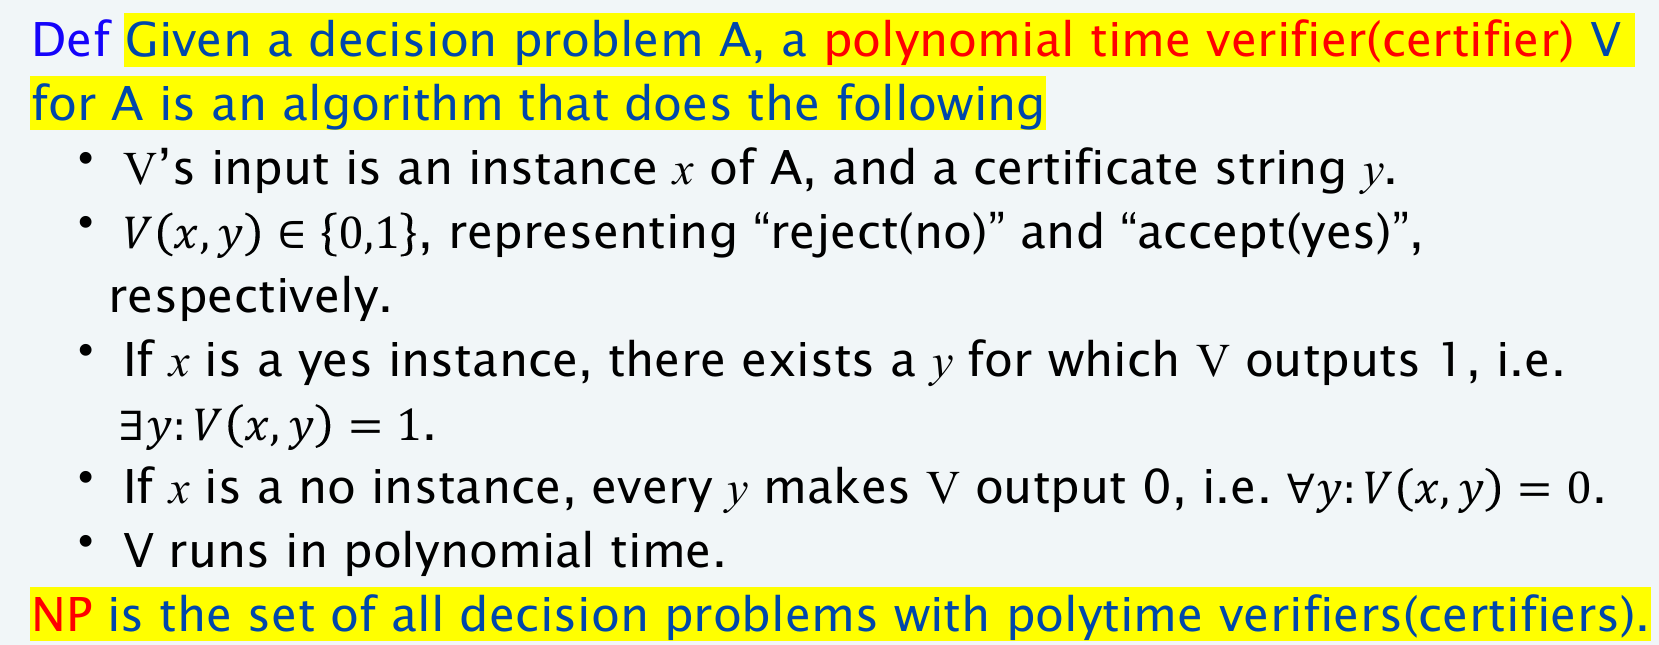 Def Given a decision problem A, a polynomial time verifier(certifier) V
for A is an algorithm that does the following
• V’s input is an instance x of A, and a certificate string y.
• V(x, y) ∈ {0,1}, representing “reject(no)” and “accept(yes)”,
respectively.
• If x is a yes instance, there exists a y for which V outputs 1, i.e.
∃y: V(x, y) = 1.
• If x is a no instance, every y makes V output 0, i.e. ∀y: V(x, y) = 0.
• V runs in polynomial time.
NP is the set of all decision problems with polytime verifiers(certifiers).